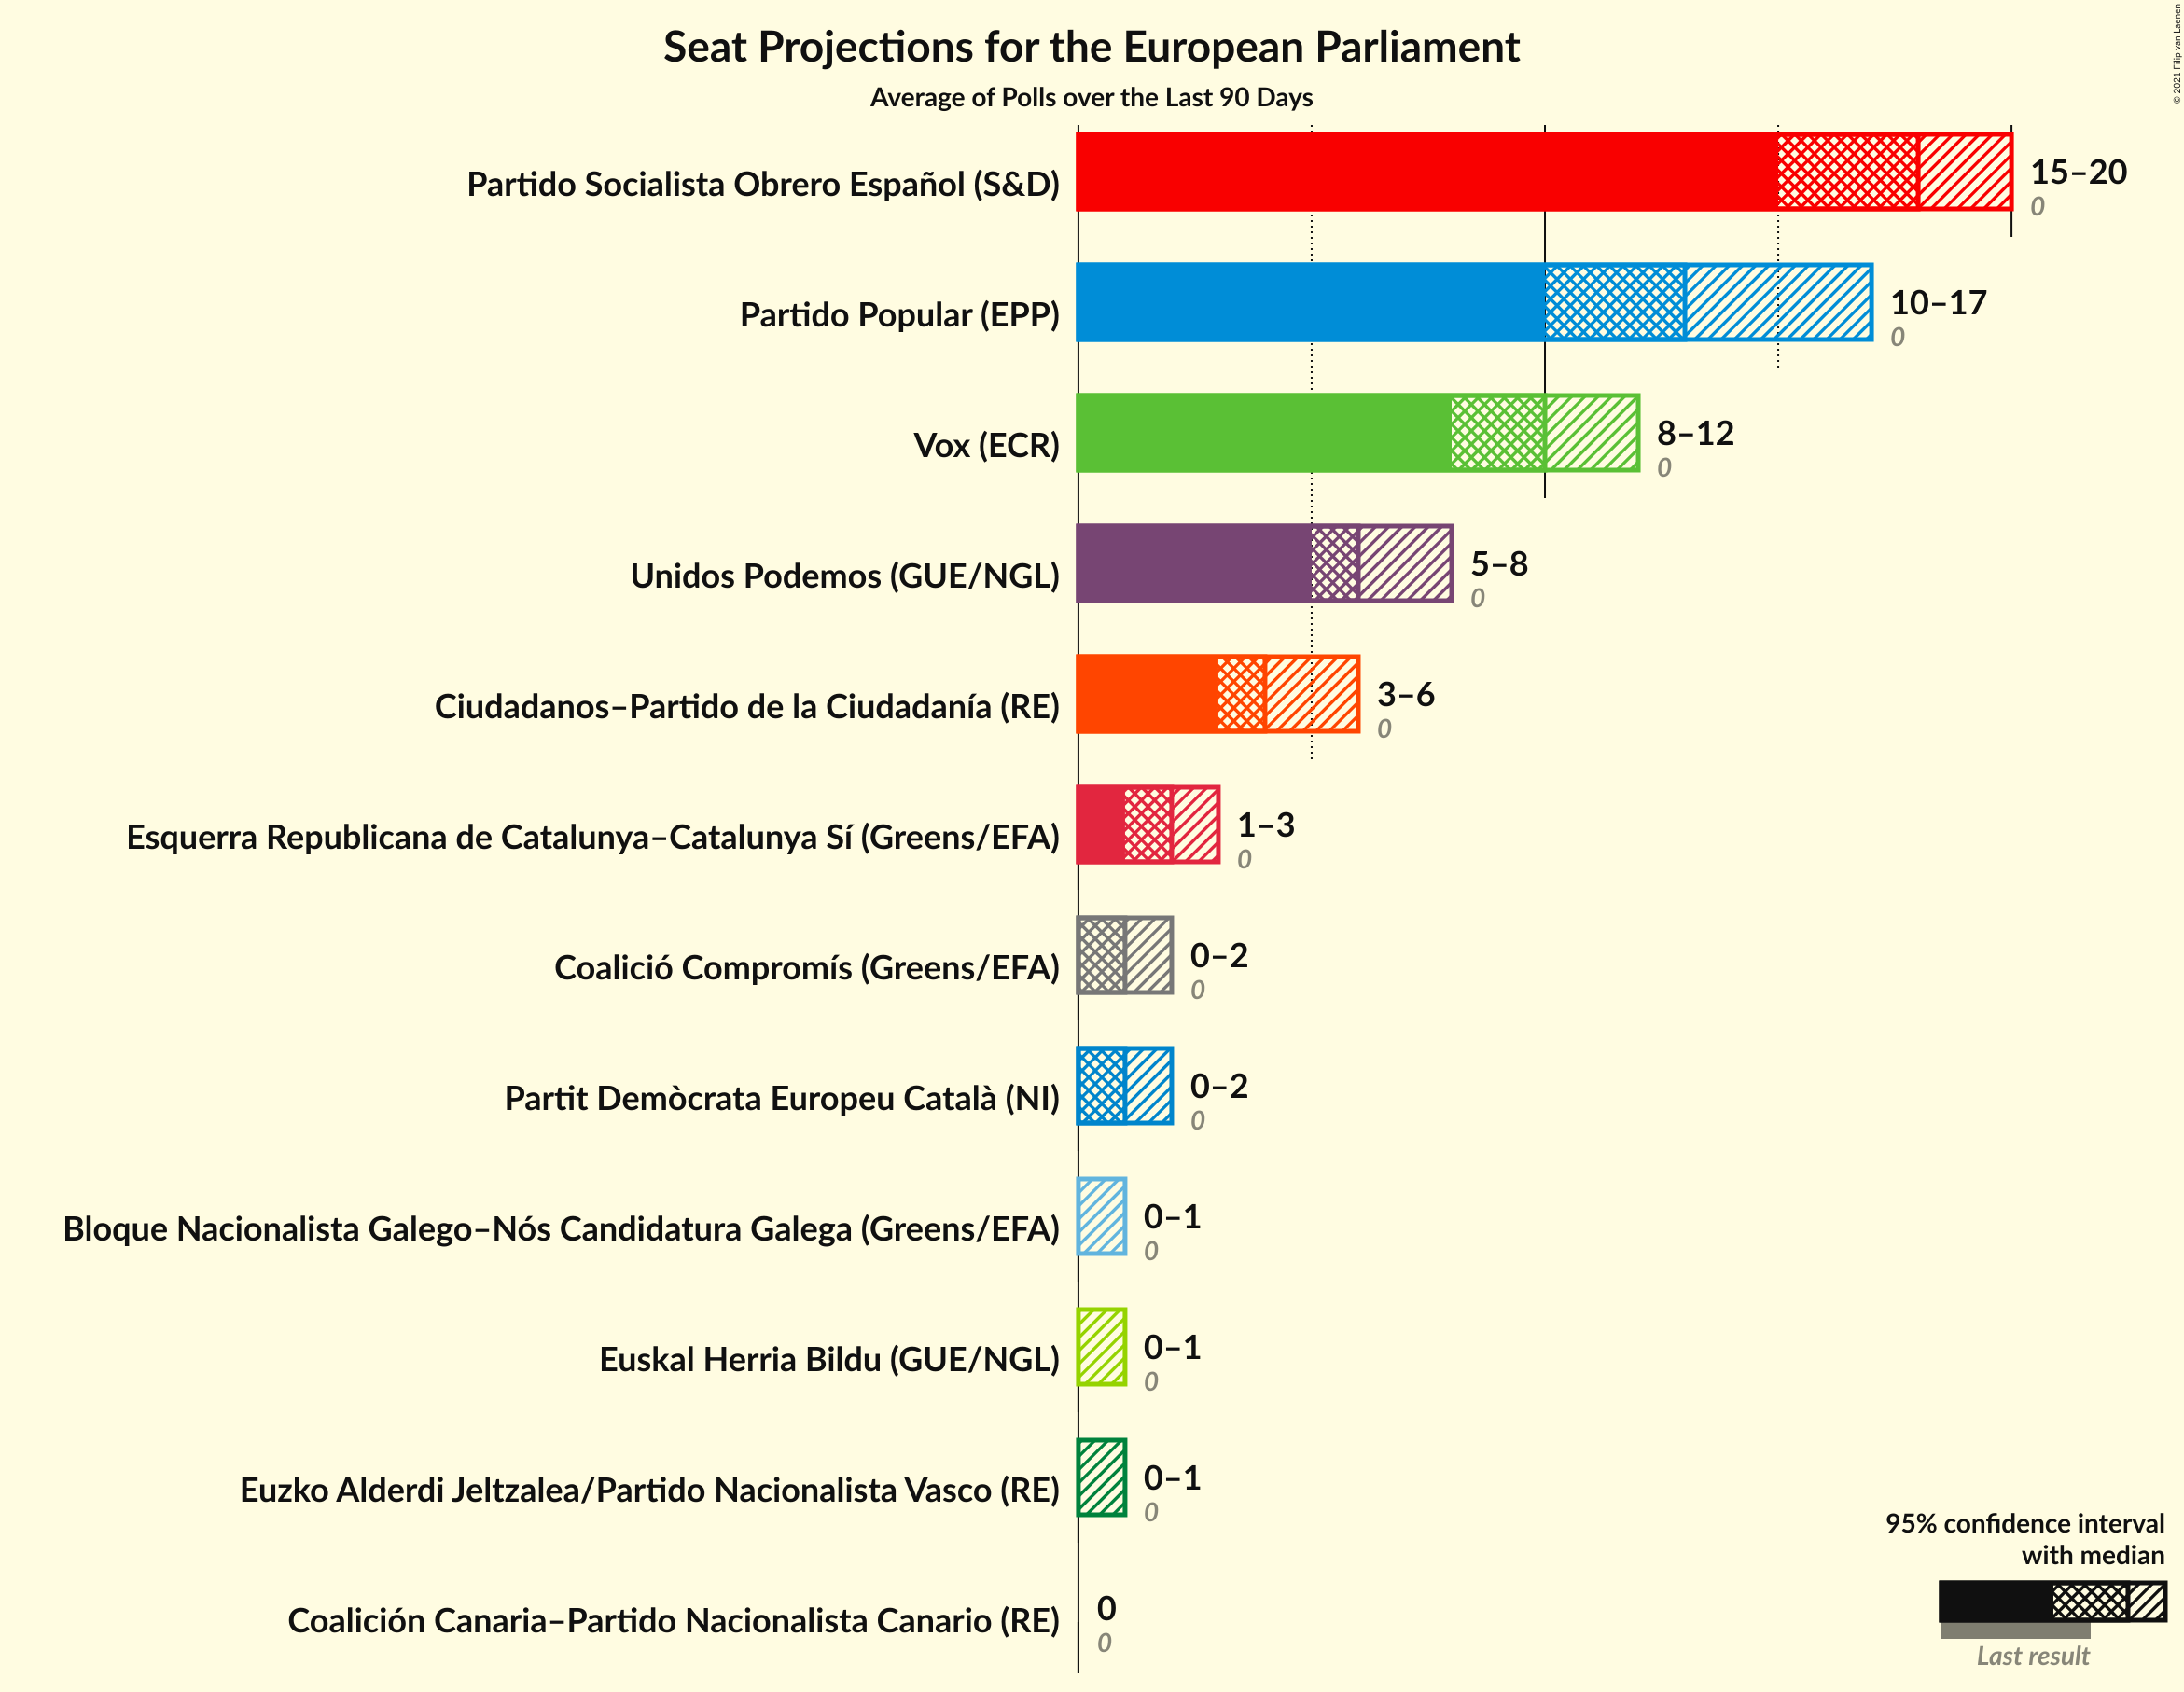 © 2021 Filip van Laenen
Seat Projections for the European Parliament
Average of Polls over the Last 90 Days
Partido Socialista Obrero Español (S&D)
15–20
0
Partido Popular (EPP)
10–17
0
Vox (ECR)
8–12
0
Unidos Podemos (GUE/NGL)
5–8
0
Ciudadanos–Partido de la Ciudadanía (RE)
3–6
0
Esquerra Republicana de Catalunya–Catalunya Sí (Greens/EFA)
1–3
0
Coalició Compromís (Greens/EFA)
0–2
0
Partit Demòcrata Europeu Català (NI)
0–2
0
Bloque Nacionalista Galego–Nós Candidatura Galega (Greens/EFA)
0–1
0
Euskal Herria Bildu (GUE/NGL)
0–1
0
Euzko Alderdi Jeltzalea/Partido Nacionalista Vasco (RE)
0–1
0
Coalición Canaria–Partido Nacionalista Canario (RE)
0
0
95% confidence interval
with median
Last result